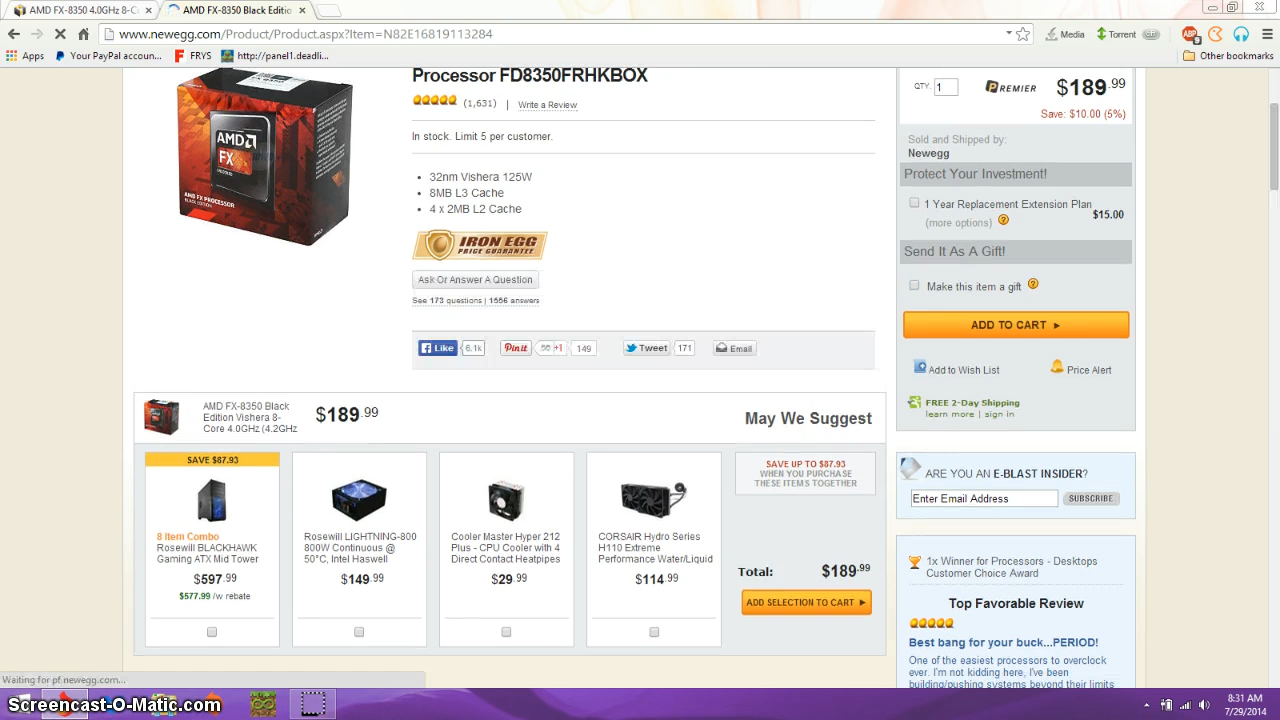 AMD FX-8350 4.0GHz 8-C
AMD FX-8350 Black Editio
www.newegg.com/Product/Product.aspx?Item=N82E16819113284
Media
Torrent
ABP
Apps
Your PayPal accoun...
FRYS
http://panel1.deadli...
Other bookmarks
Processor FD8350FRHKBOX
(1,631) | Write a Review
In stock. Limit 5 per customer.
32nm Vishera 125W
8MB L3 Cache
4 x 2MB L2 Cache
AMD
FX
AMD FX PROCESSOR
BLACK EDITION
AMD
IRON EGG
PRICE GUARANTEE
Ask Or Answer A Question
See 173 questions | 1556 answers
Like 6.1k
Pin it
+1 149
Tweet 171
Email
QTY: 1
PREMIER
$189.99
Save: $10.00 (5%)
Sold and Shipped by:
Newegg
Protect Your Investment!
1 Year Replacement Extension Plan
(more options)
$15.00
Send It As A Gift!
Make this item a gift
ADD TO CART
Add to Wish List
Price Alert
FREE 2-Day Shipping
learn more | sign in
AMD FX-8350 Black
Edition Vishera 8-
Core 4.0GHz (4.2GHz
$189.99
May We Suggest
SAVE $87.93
8 Item Combo
Rosewill BLACKHAWK
Gaming ATX Mid Tower
$597.99
$577.99 /w rebate
Rosewill LIGHTNING-800
800W Continuous @
50°C, Intel Haswell
$149.99
Cooler Master Hyper 212
Plus - CPU Cooler with 4
Direct Contact Heatpipes
$29.99
CORSAIR Hydro Series
H110 Extreme
Performance Water/Liquid
$114.99
SAVE UP TO $87.93
WHEN YOU PURCHASE
THESE ITEMS TOGETHER
Total: $189.99
ADD SELECTION TO CART
ARE YOU AN E-BLAST INSIDER?
Enter Email Address
SUBSCRIBE
1x Winner for Processors - Desktops
Customer Choice Award
Top Favorable Review
Best bang for your buck...PERIOD!
One of the easiest processors to overclock
ever. I'm not kidding here, I've been
building/pushing systems beyond their limits
Waiting for pf.newegg.com...
Screencast-O-Matic.com
8:31 AM
7/29/2014